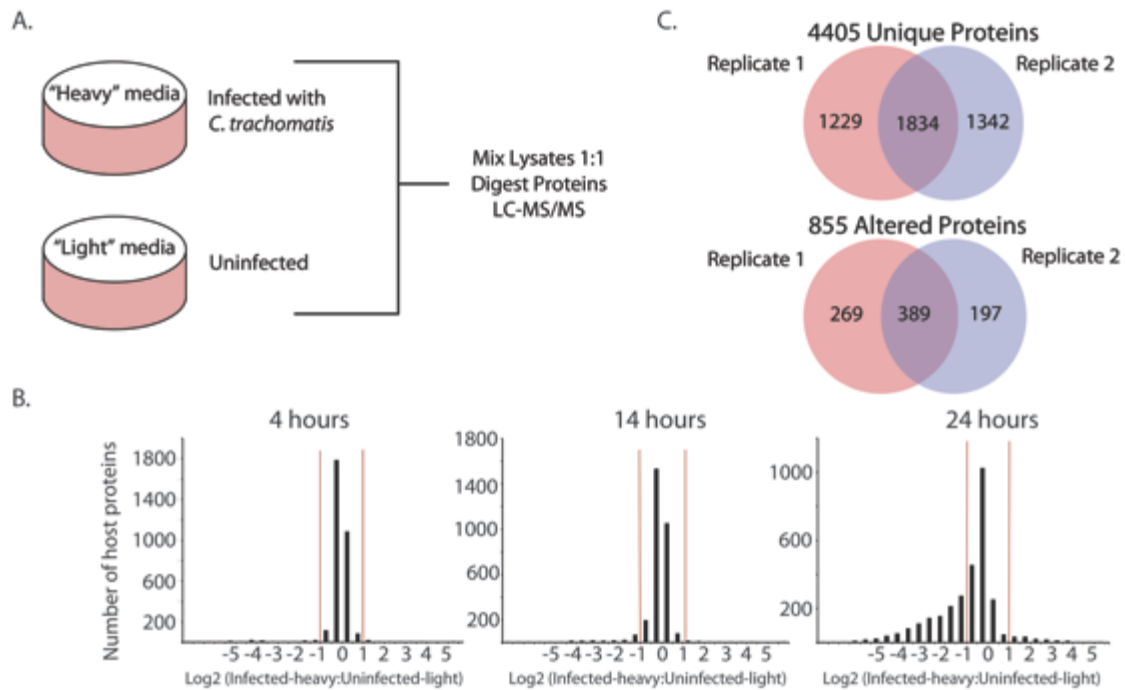 A.
"Heavy" media
Infected with
C. trachomatis
"Light" media
Uninfected
Mix Lysates 1:1
Digest Proteins
LC-MS/MS
C.
4405 Unique Proteins
Replicate 1
Replicate 2
1229
1834
1342
855 Altered Proteins
Replicate 1
Replicate 2
269
389
197
B.
4 hours
Number of host proteins
1800
1400
1000
600
200
-5 -4 -3 -2 -1 0 1 2 3 4 5
Log2 (Infected-heavy:Uninfected-light)
14 hours
1800
1400
1000
600
200
-5 -4 -3 -2 -1 0 1 2 3 4 5
Log2 (Infected-heavy:Uninfected-light)
24 hours
1000
600
200
-5 -4 -3 -2 -1 0 1 2 3 4 5
Log2 (Infected-heavy:Uninfected-light)